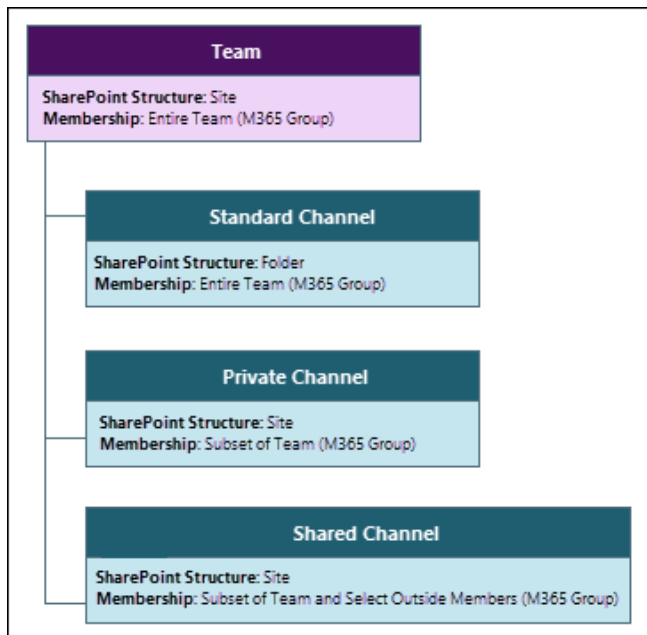 Team
SharePoint Structure: Site
Membership: Entire Team (M365 Group)
Standard Channel
SharePoint Structure: Folder
Membership: Entire Team (M365 Group)
Private Channel
SharePoint Structure: Site
Membership: Subset of Team (M365 Group)
Shared Channel
SharePoint Structure: Site
Membership: Subset of Team and Select Outside Members (M365 Group)